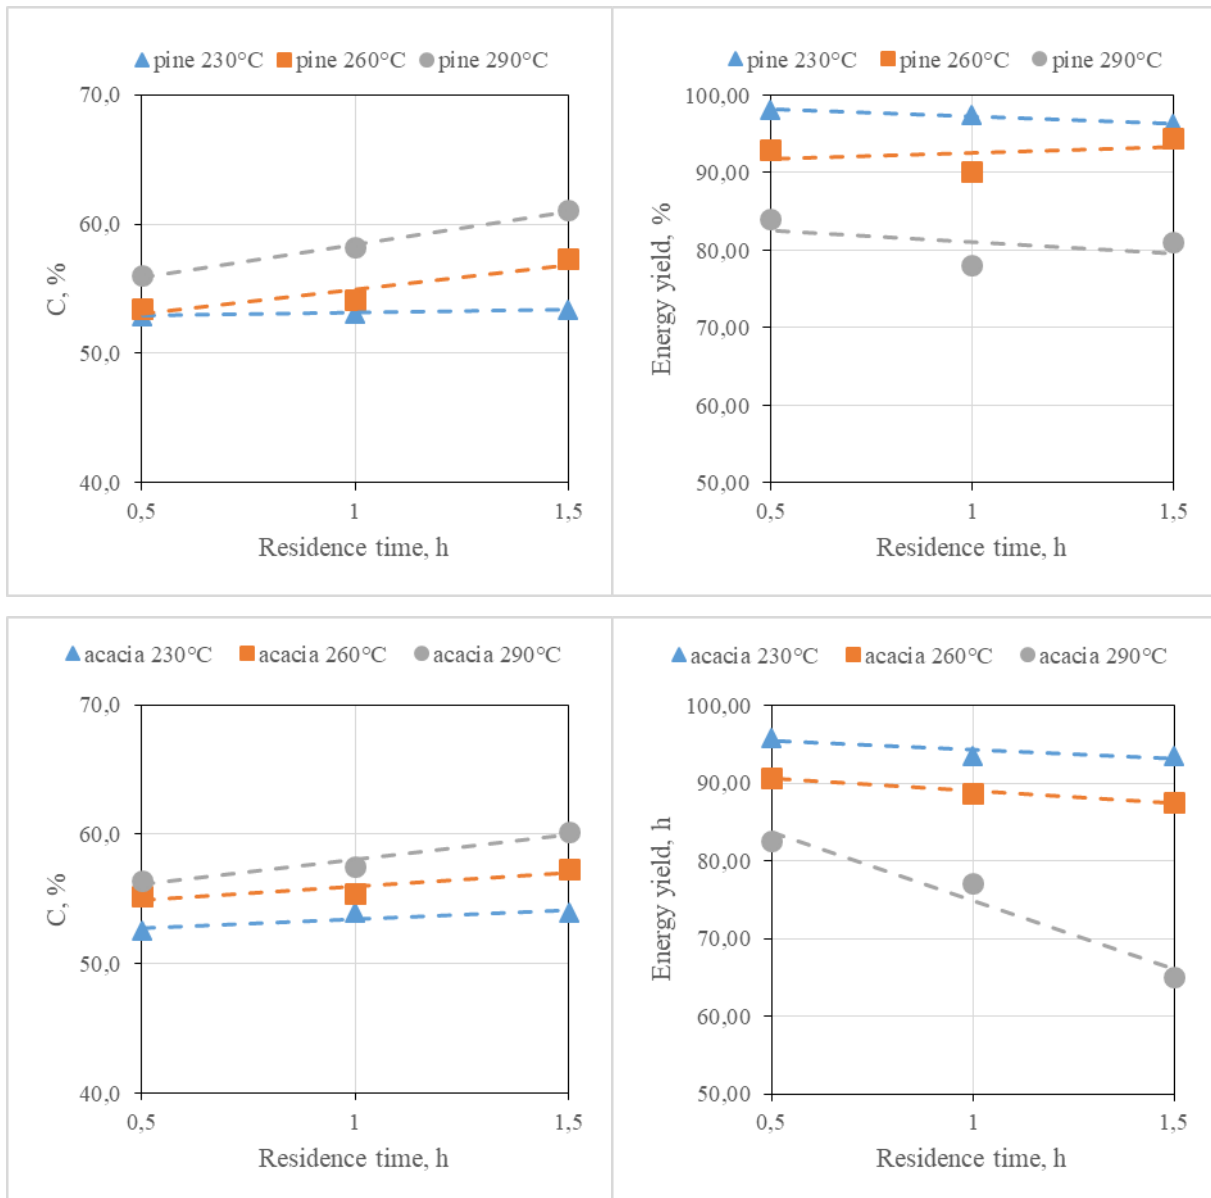 pine 230°C pine 260°C pine 290°C
70,0
60,0
50,0
40,0
C, %
0,5 1 1,5
Residence time, h
pine 230°C pine 260°C pine 290°C
100,00
90,00
80,00
70,00
60,00
50,00
Energy yield, %
0,5 1 1,5
Residence time, h
acacia 230°C acacia 260°C acacia 290°C
70,0
60,0
50,0
40,0
C, %
0,5 1 1,5
Residence time, h
acacia 230°C acacia 260°C acacia 290°C
100,00
90,00
80,00
70,00
60,00
50,00
Energy yield, h
0,5 1 1,5
Residence time, h